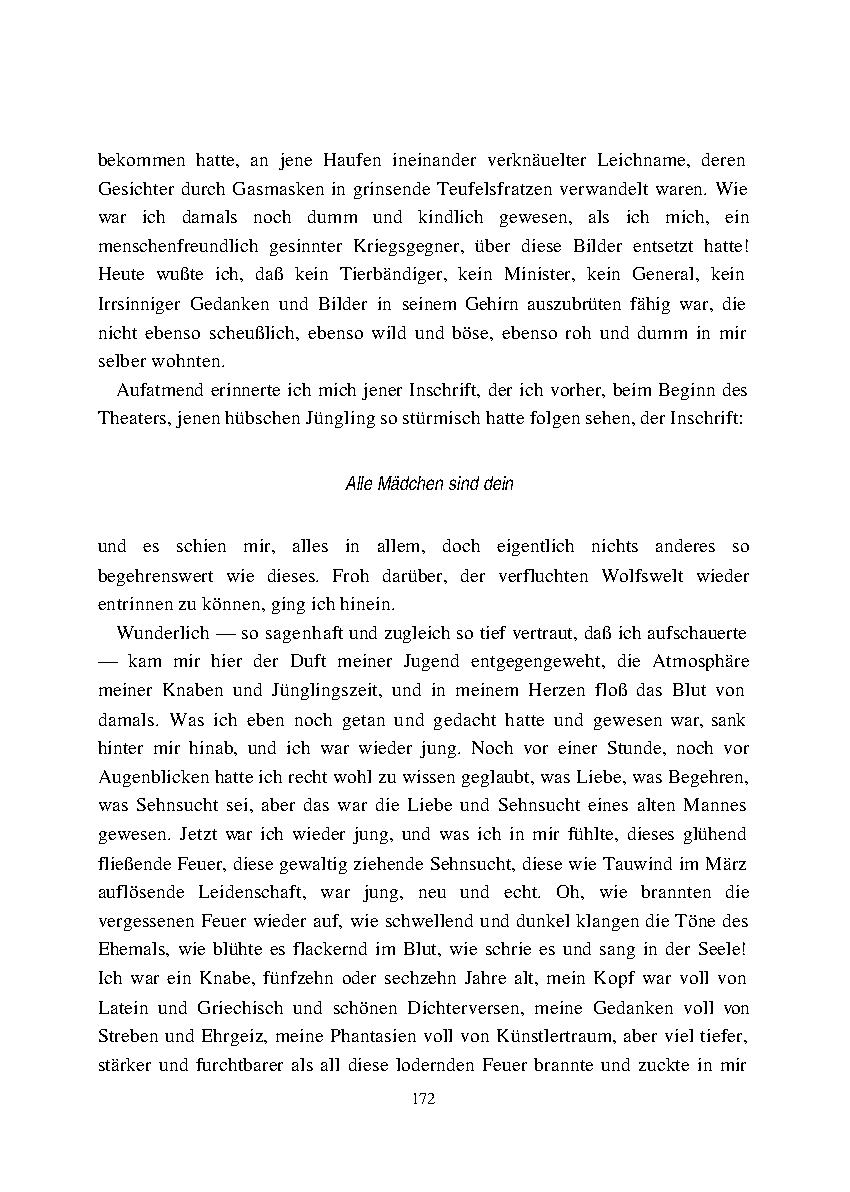 bekommen hatte, an jene Haufen ineinander verknäuelter Leichname, deren
Gesichter durch Gasmasken in grinsende Teufelsfratzen verwandelt waren. Wie
war ich damals noch dumm und kindlich gewesen, als ich mich, ein
menschenfreundlich gesinnter Kriegsgegner, über diese Bilder entsetzt hatte!
Heute wußte ich, daß kein Tierbändiger, kein Minister, kein General, kein
Irrsinniger Gedanken und Bilder in seinem Gehirn auszubrüten fähig war, die
nicht ebenso scheußlich, ebenso wild und böse, ebenso roh und dumm in mir
selber wohnten.
Aufatmend erinnerte ich mich jener Inschrift, der ich vorher, beim Beginn des
Theaters, jenen hübschen Jüngling so stürmisch hatte folgen sehen, der Inschrift:
Alle Mädchen sind dein
und es schien mir, alles in allem, doch eigentlich nichts anderes so
begehrenswert wie dieses. Froh darüber, der verfluchten Wolfswelt wieder
entrinnen zu können, ging ich hinein.
Wunderlich — so sagenhaft und zugleich so tief vertraut, daß ich aufschauerte
— kam mir hier der Duft meiner Jugend entgegengeweht, die Atmosphäre
meiner Knaben und Jünglingszeit, und in meinem Herzen floß das Blut von
damals. Was ich eben noch getan und gedacht hatte und gewesen war, sank
hinter mir hinab, und ich war wieder jung. Noch vor einer Stunde, noch vor
Augenblicken hatte ich recht wohl zu wissen geglaubt, was Liebe, was Begehren,
was Sehnsucht sei, aber das war die Liebe und Sehnsucht eines alten Mannes
gewesen. Jetzt war ich wieder jung, und was ich in mir fühlte, dieses glühend
fließende Feuer, diese gewaltig ziehende Sehnsucht, diese wie Tauwind im März
auflösende Leidenschaft, war jung, neu und echt. Oh, wie brannten die
vergessenen Feuer wieder auf, wie schwellend und dunkel klangen die Töne des
Ehemals, wie blühte es flackernd im Blut, wie schrie es und sang in der Seele!
Ich war ein Knabe, fünfzehn oder sechzehn Jahre alt, mein Kopf war voll von
Latein und Griechisch und schönen Dichterversen, meine Gedanken voll von
Streben und Ehrgeiz, meine Phantasien voll von Künstlertraum, aber viel tiefer,
stärker und furchtbarer als all diese lodernden Feuer brannte und zuckte in mir
172